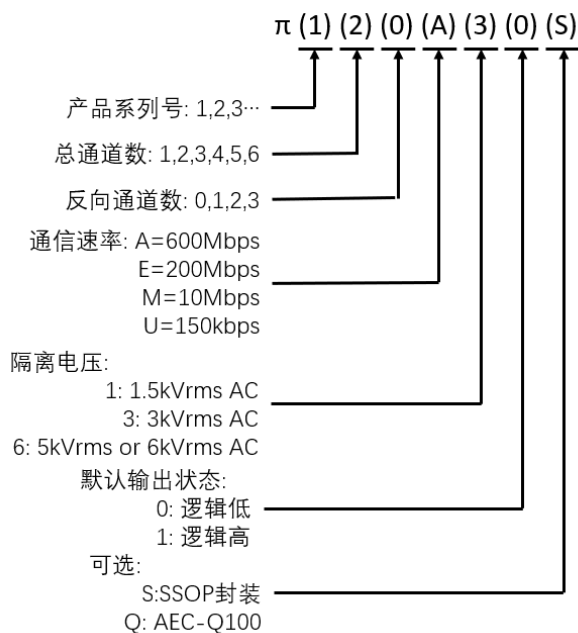 π (1) (2) (0) (A) (3) (0) (S)
产品系列号: 1,2,3…
总通道数: 1,2,3,4,5,6
反向通道数: 0,1,2,3
通信速率: A=600Mbps
E=200Mbps
M=10Mbps
U=150kbps
隔离电压:
1: 1.5kVrms AC
3: 3kVrms AC
6: 5kVrms or 6kVrms AC
默认输出状态:
0: 逻辑低
1: 逻辑高
可选:
S:SSOP封装
Q: AEC-Q100